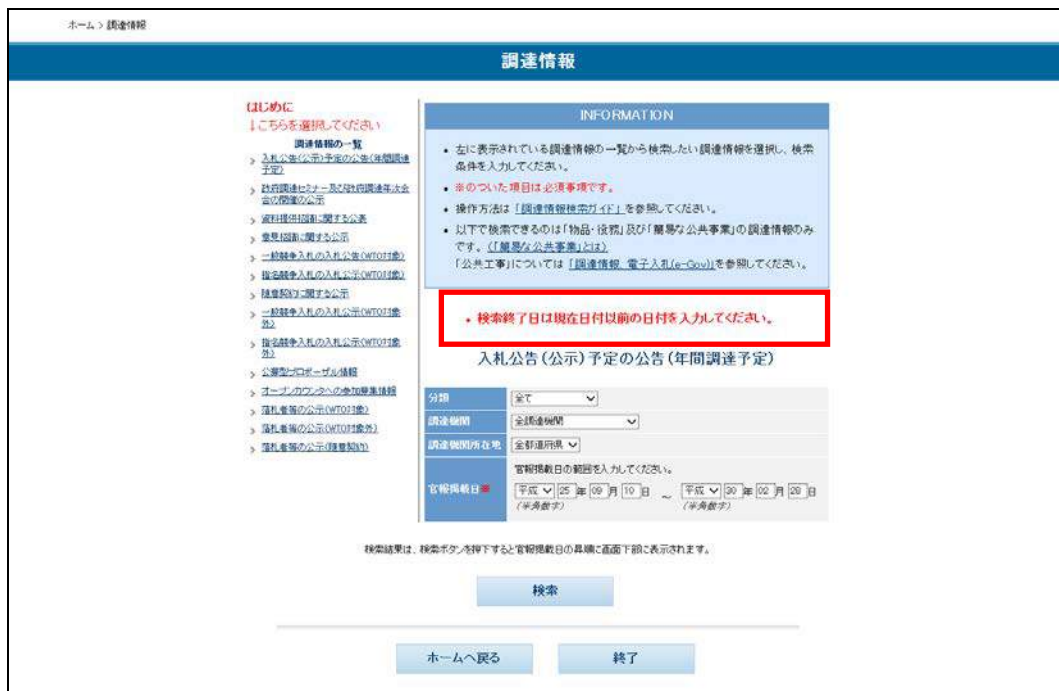 ホーム > 調達情報
調達情報
はじめに
↓こちらを選択してください
調達情報の一覧
> 入札公告(公示)予定の公告(年間調達
予定)
> 政府調達セミナー及び政府調達年次会
合の開催の公示
> 資料提供招請に関する公表
> 意見招請に関する公示
> 一般競争入札の入札公告(WTO対象)
> 指名競争入札の入札公示(WTO対象)
> 随意契約に関する公示
> 一般競争入札の入札公示(WTO対象
外)
> 指名競争入札の入札公示(WTO対象
外)
> 公募型プロポーザル情報
> オープンカウンタへの参加募集情報
> 落札者等の公示(WTO対象)
> 落札者等の公示(WTO対象外)
> 落札者等の公示(随意契約)
INFORMATION
• 左に表示されている調達情報の一覧から検索したい調達情報を選択し、検索
条件を入力してください。
• ※のついた項目は必須事項です。
• 操作方法は「調達情報検索ガイド」を参照してください。
• 以下で検索できるのは「物品・役務」及び「簡易な公共事業」の調達情報のみ
です。(「簡易な公共事業」とは)
「公共工事」については「調達情報 電子入札(e-Gov)」を参照してください。
• 検索終了日は現在日付以前の日付を入力してください。
入札公告(公示)予定の公告(年間調達予定)
分類 全て
調達機関 全調達機関
調達機関所在地 全都道府県
官報掲載日※ 官報掲載日の範囲を入力してください。
平成 25 年 09 月 10 日 ～ 平成 30 年 02 月 28 日
(半角数字) (半角数字)
検索結果は、検索ボタンを押下すると官報掲載日の昇順に画面下部に表示されます。
検索
ホームへ戻る 終了